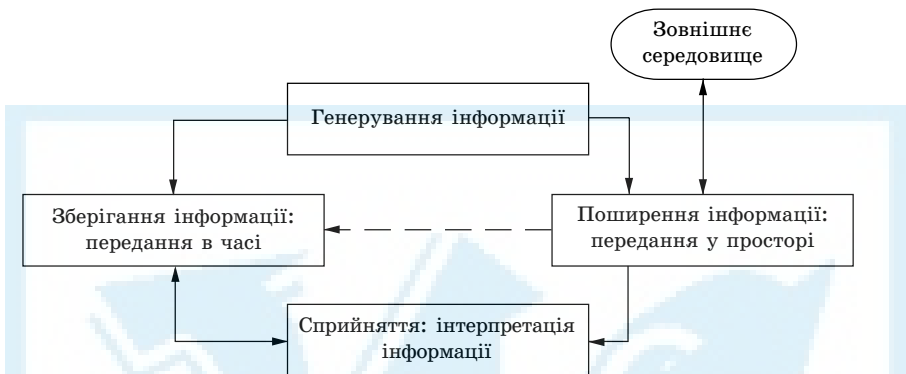 Зовнішнє
середовище
Генерування інформації
Зберігання інформації:
передання в часі
Поширення інформації:
передання у просторі
Сприйняття: інтерпретація
інформації